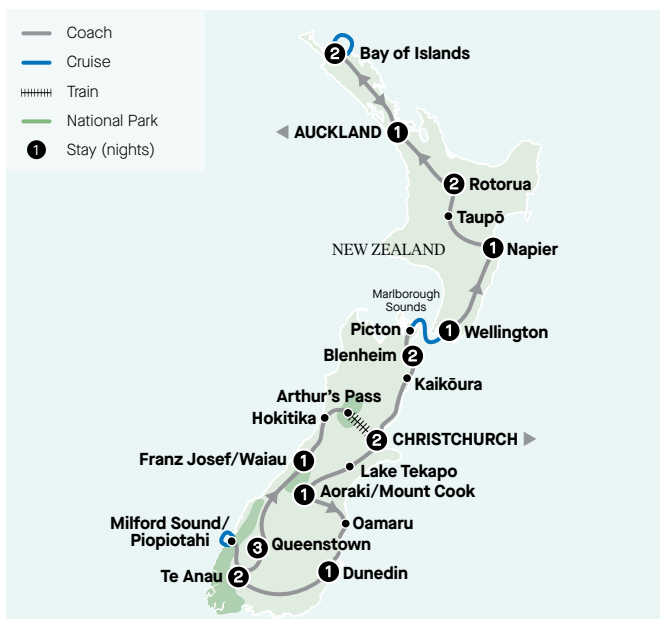 Coach
Cruise
Train
National Park
1 Stay (nights)
2 Bay of Islands
AUCKLAND 1
2 Rotorua
Taupō
NEW ZEALAND
1 Napier
Marlborough
Sounds
Picton
1 Wellington
Blenheim 2
Kaikōura
Arthur's Pass
Hokitika
2 CHRISTCHURCH
Franz Josef/Waiau 1
Lake Tekapo
1 Aoraki/Mount Cook
Milford Sound/
Piopiotahi
Oamaru
3 Queenstown
Te Anau 2
1 Dunedin